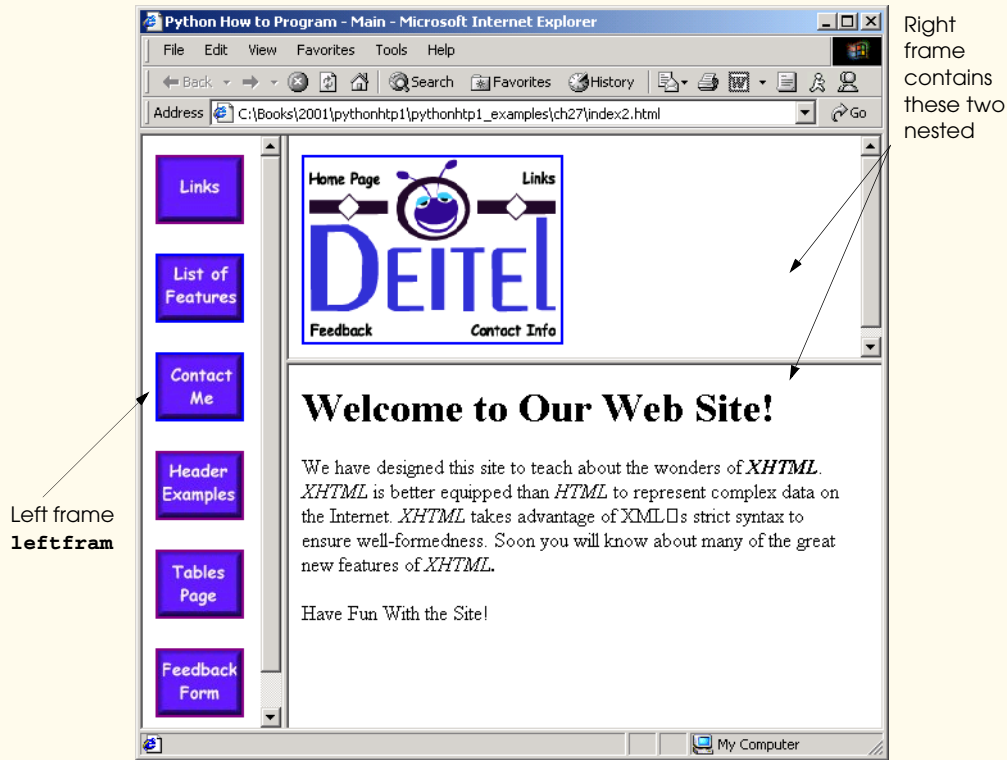 Python How to Program - Main - Microsoft Internet Explorer
File Edit View Favorites Tools Help
Back Search Favorites History
Address C:\Books\2001\pythonhtp1\pythonhtp1_examples\ch27\index2.html Go
Right
frame
contains
these two
nested
Links
List of
Features
Contact
Me
Header
Examples
Tables
Page
Feedback
Form
Left frame
leftfram
Home Page Links
DEITEL
Feedback Contact Info
Welcome to Our Web Site!
We have designed this site to teach about the wonders of XHTML.
XHTML is better equipped than HTML to represent complex data on
the Internet. XHTML takes advantage of XML▯s strict syntax to
ensure well-formedness. Soon you will know about many of the great
new features of XHTML.
Have Fun With the Site!
My Computer